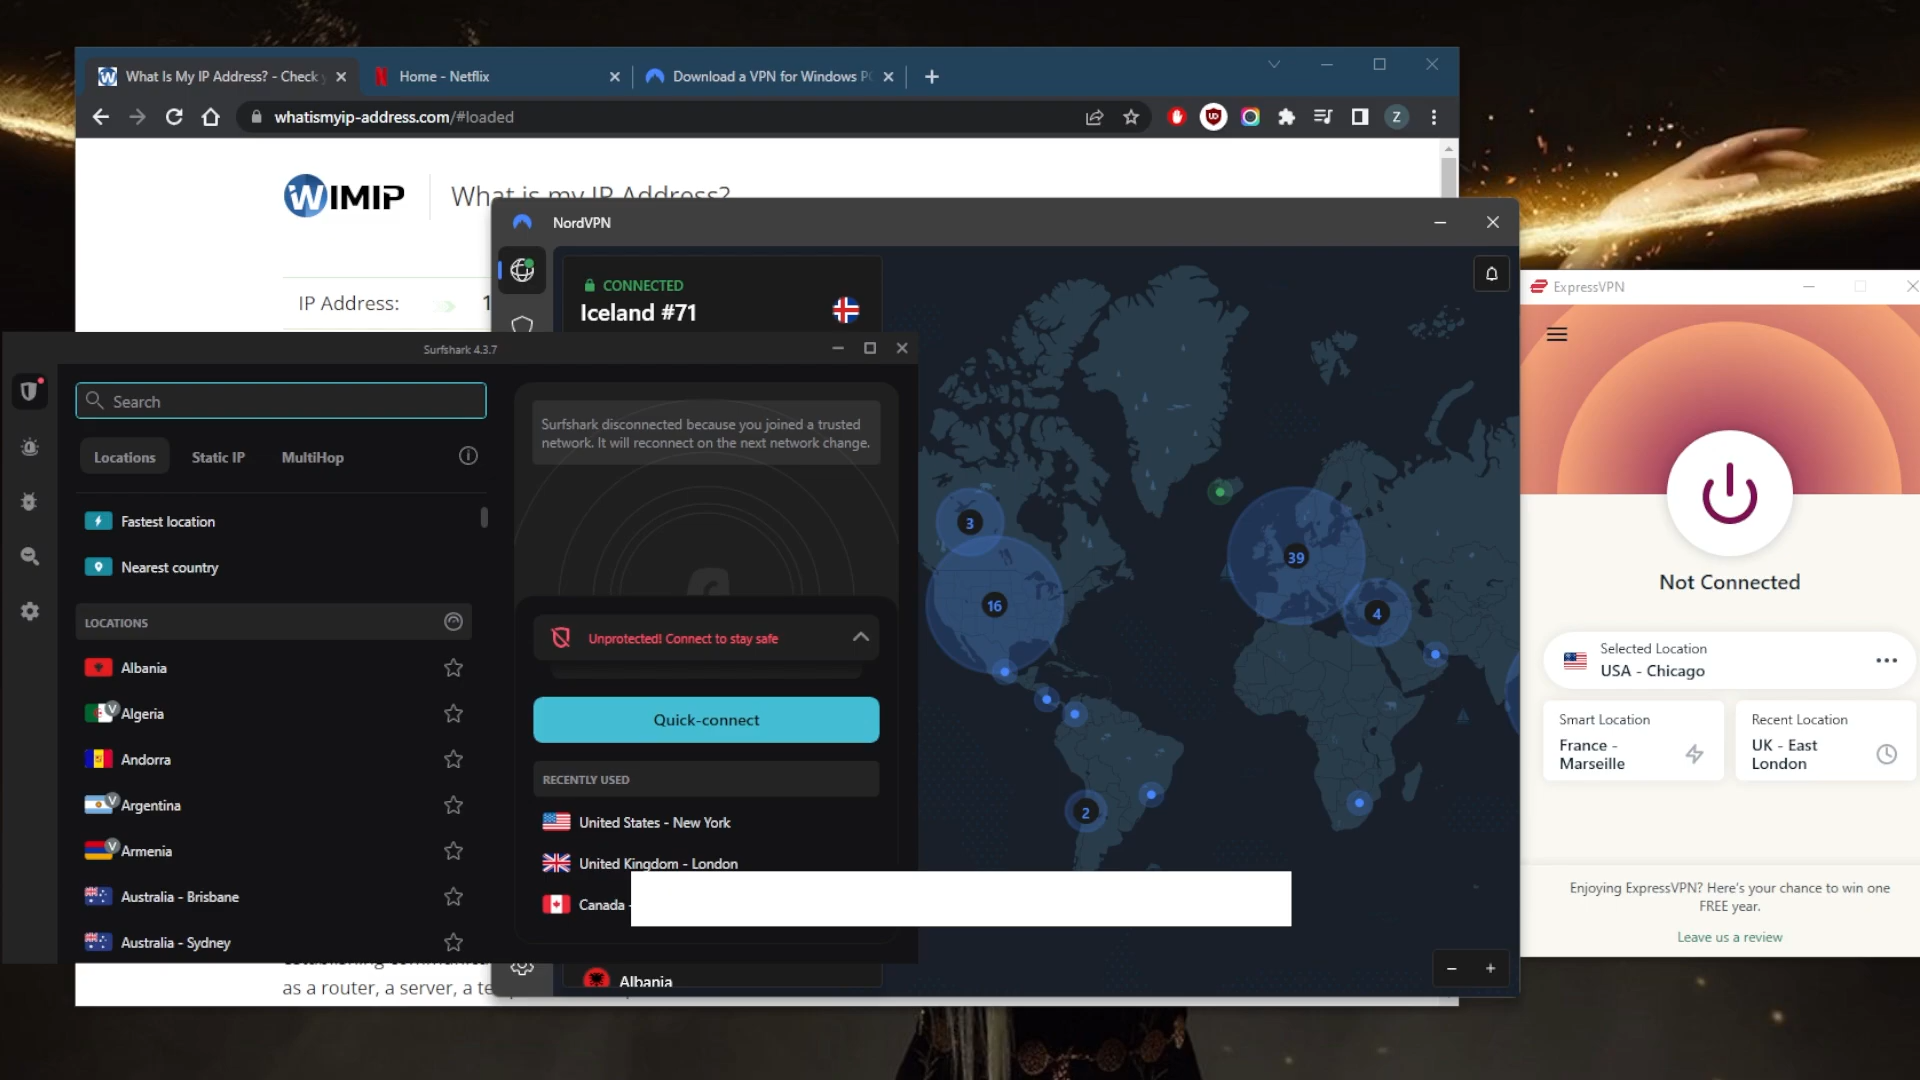 What Is My IP Address? - Check
Home - Netflix
Download a VPN for Windows PC
whatismyip-address.com/#loaded
Z
WIMIP
What is my IP Address?
IP Address:
1
NordVPN
CONNECTED
Iceland #71
3
16
39
4
2
Albania
Surfshark 4.3.7
Search
Locations
Static IP
MultiHop
Fastest location
Nearest country
LOCATIONS
Albania
V
Algeria
Andorra
V
Argentina
V
Armenia
Australia - Brisbane
Australia - Sydney
Surfshark disconnected because you joined a trusted
network. It will reconnect on the next network change.
Unprotected! Connect to stay safe
Quick-connect
RECENTLY USED
United States - New York
United Kingdom - London
Canada -
as a router, a server, a
ExpressVPN
Not Connected
Selected Location
USA - Chicago
Smart Location
France -
Marseille
Recent Location
UK - East
London
Enjoying ExpressVPN? Here's your chance to win one
FREE year.
Leave us a review